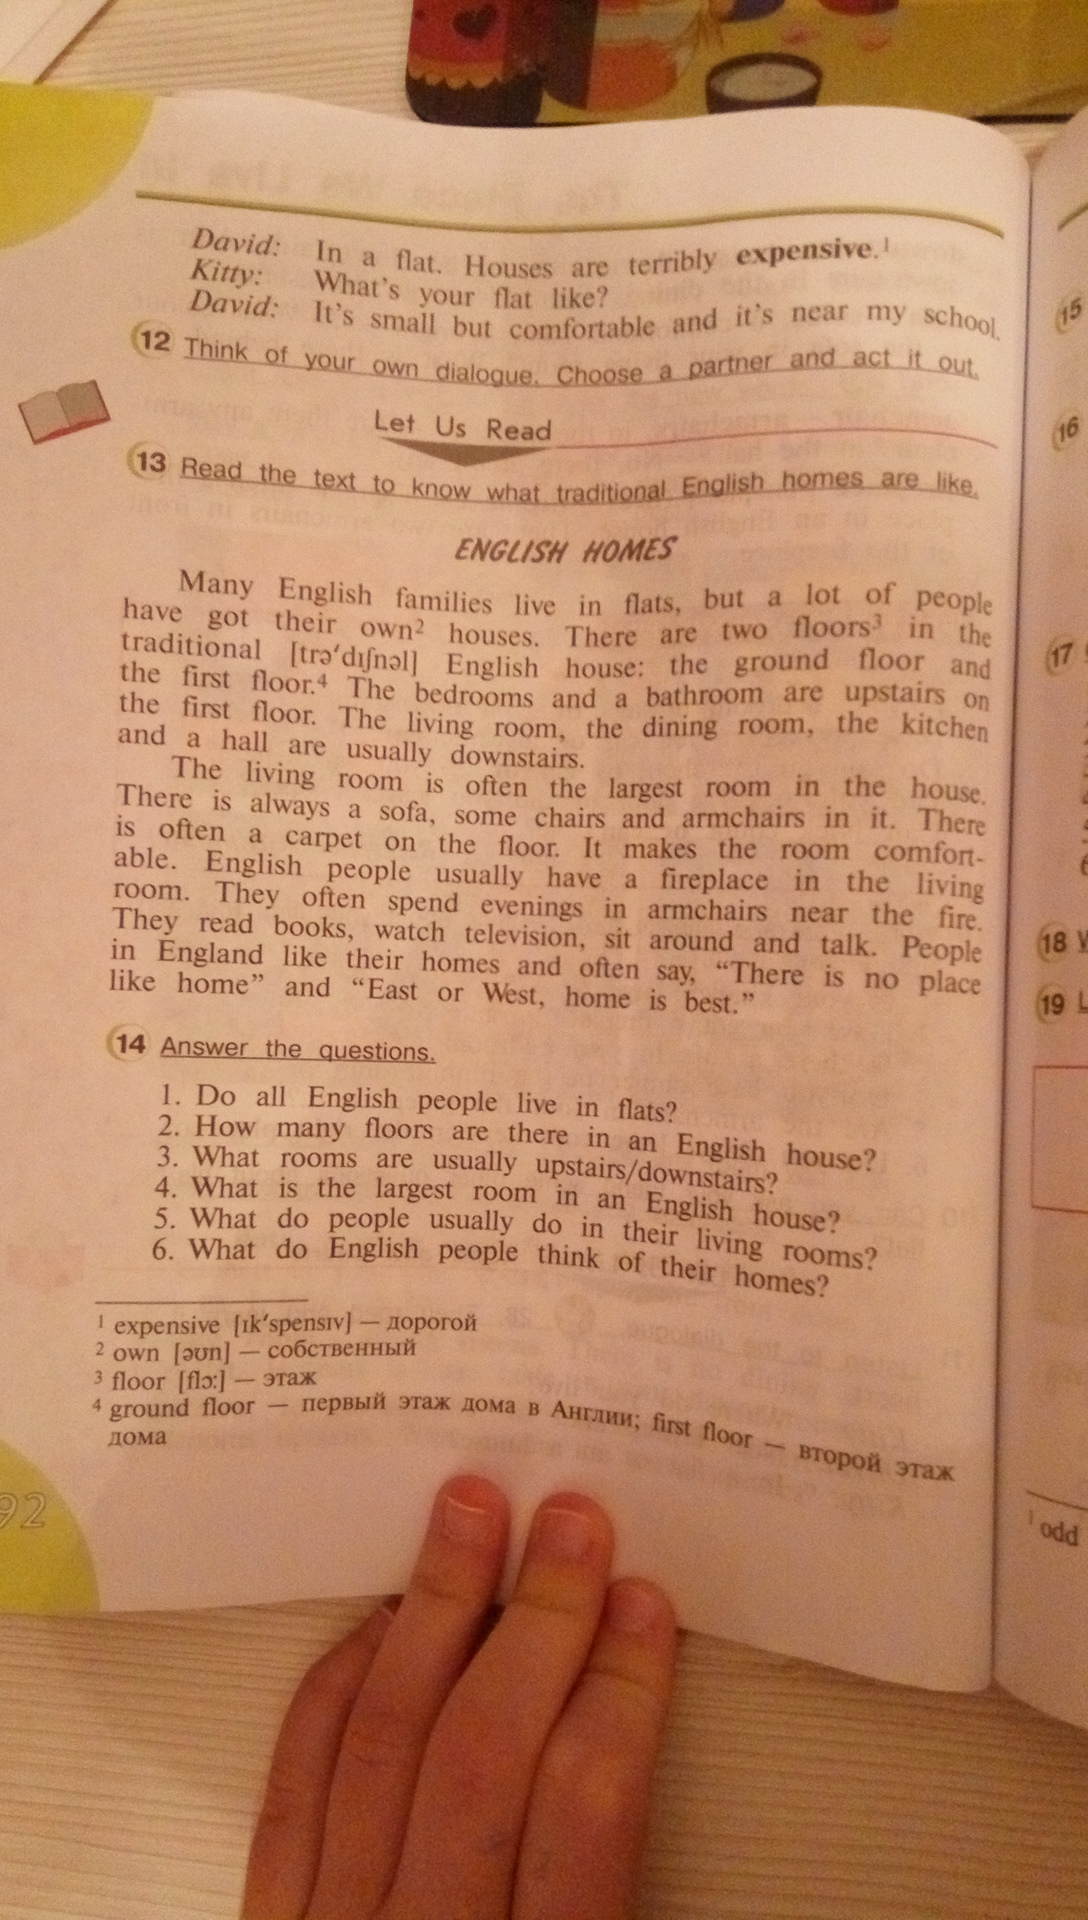 David: In a flat. Houses are terribly expensive.¹
Kitty: What's your flat like?
David: It's small but comfortable and it's near my school.
12 Think of your own dialogue. Choose a partner and act it out.
Let Us Read
13 Read the text to know what traditional English homes are like.
ENGLISH HOMES
Many English families live in flats, but a lot of people
have got their own² houses. There are two floors³ in the
traditional [trəˈdıʃnəl] English house: the ground floor and
the first floor.⁴ The bedrooms and a bathroom are upstairs on
the first floor. The living room, the dining room, the kitchen
and a hall are usually downstairs.
The living room is often the largest room in the house.
There is always a sofa, some chairs and armchairs in it. There
is often a carpet on the floor. It makes the room comfort-
able. English people usually have a fireplace in the living
room. They often spend evenings in armchairs near the fire.
They read books, watch television, sit around and talk. People
in England like their homes and often say, “There is no place
like home” and “East or West, home is best.”
14 Answer the questions.
1. Do all English people live in flats?
2. How many floors are there in an English house?
3. What rooms are usually upstairs/downstairs?
4. What is the largest room in an English house?
5. What do people usually do in their living rooms?
6. What do English people think of their homes?
¹ expensive [ıkˈspensıv] — дорогой
² own [əʊn] — собственный
³ floor [flɔː] — этаж
⁴ ground floor — первый этаж дома в Англии; first floor — второй этаж
дома
92
15
16
17
18
19
¹ odd